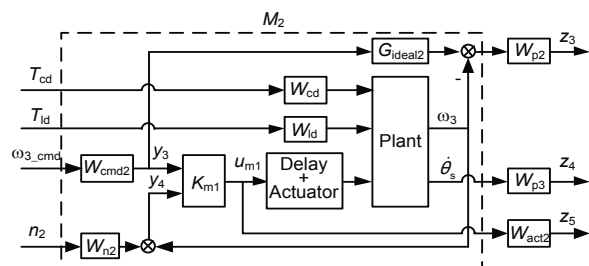 M2
Gideal2
Wp2
z3
-
Tcd
Wcd
Tld
Wld
Plant
ω3
ω3_cmd
Wcmd2
y3
y4
Km1
um1
Delay
+
Actuator
θ̇s
Wp3
z4
n2
Wn2
Wact2
z5